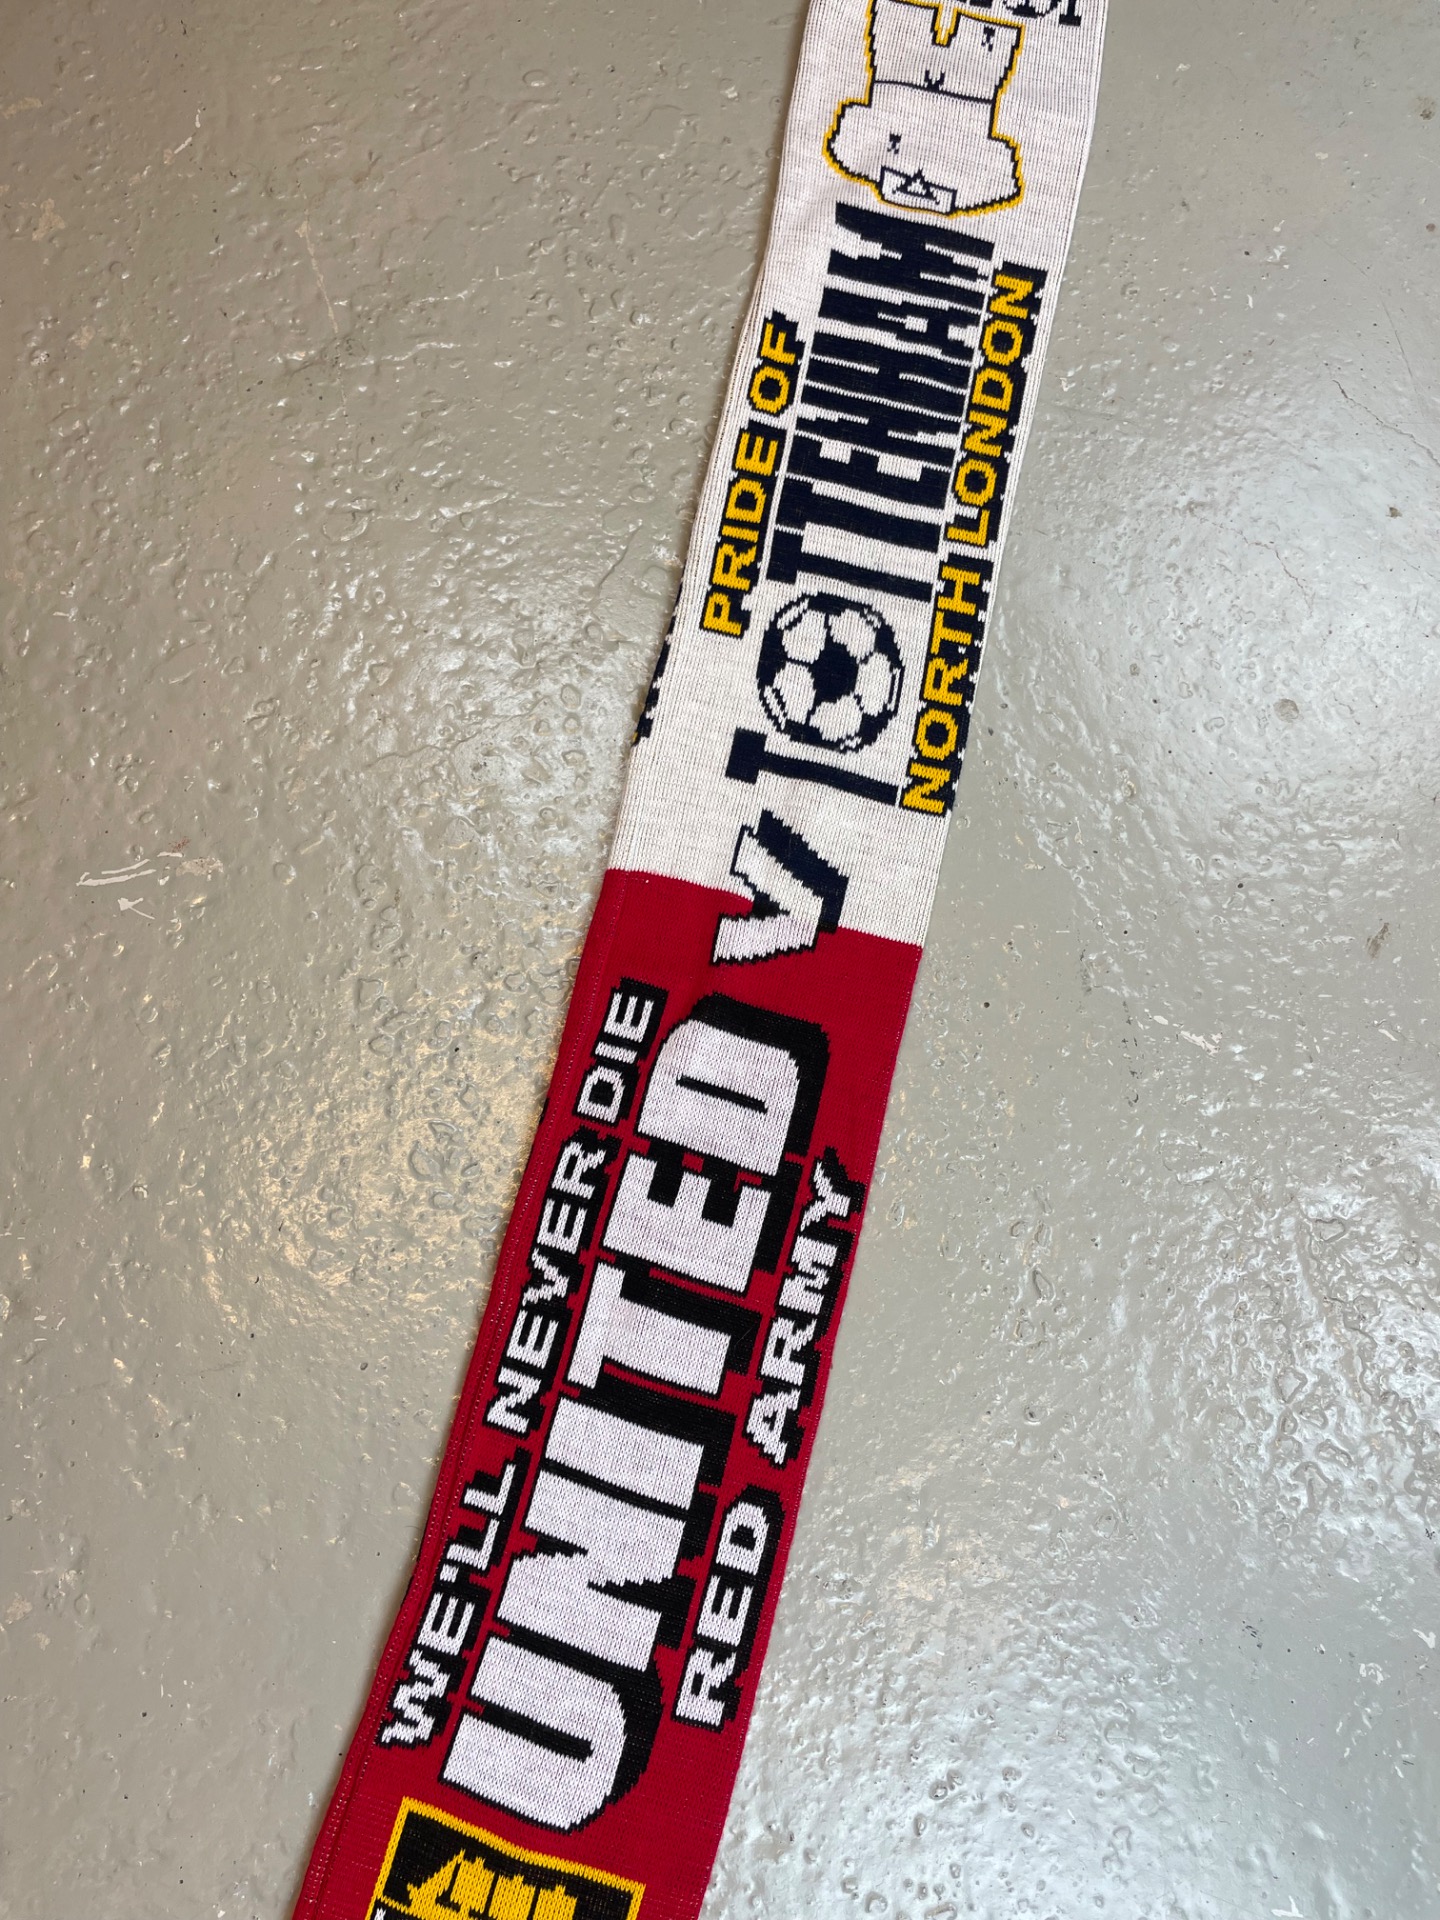 WE'LL NEVER DIE
UNITED
RED ARMY
V
PRIDE OF
TOTTENHAM
NORTH LONDON